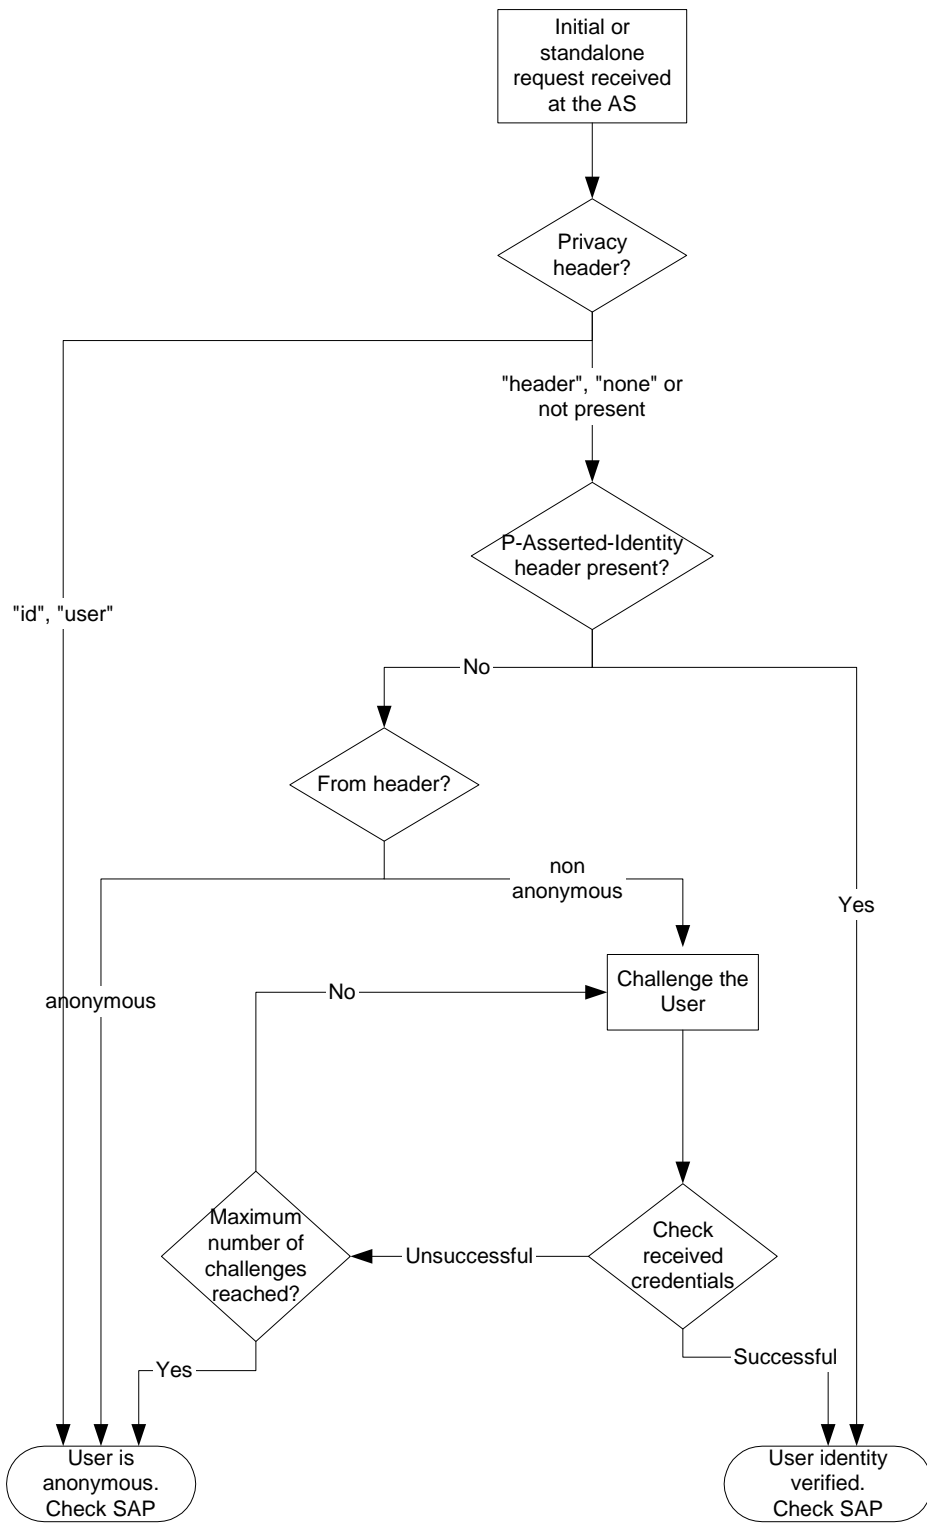 Initial or
standalone
request received
at the AS
Privacy
header?
"header", "none" or
not present
P-Asserted-Identity
header present?
"id", "user"
No
From header?
non
anonymous
Yes
anonymous
No
Challenge the
User
Maximum
number of
challenges
reached?
Unsuccessful
Check
received
credentials
Yes
Successful
User is
anonymous.
Check SAP
User identity
verified.
Check SAP